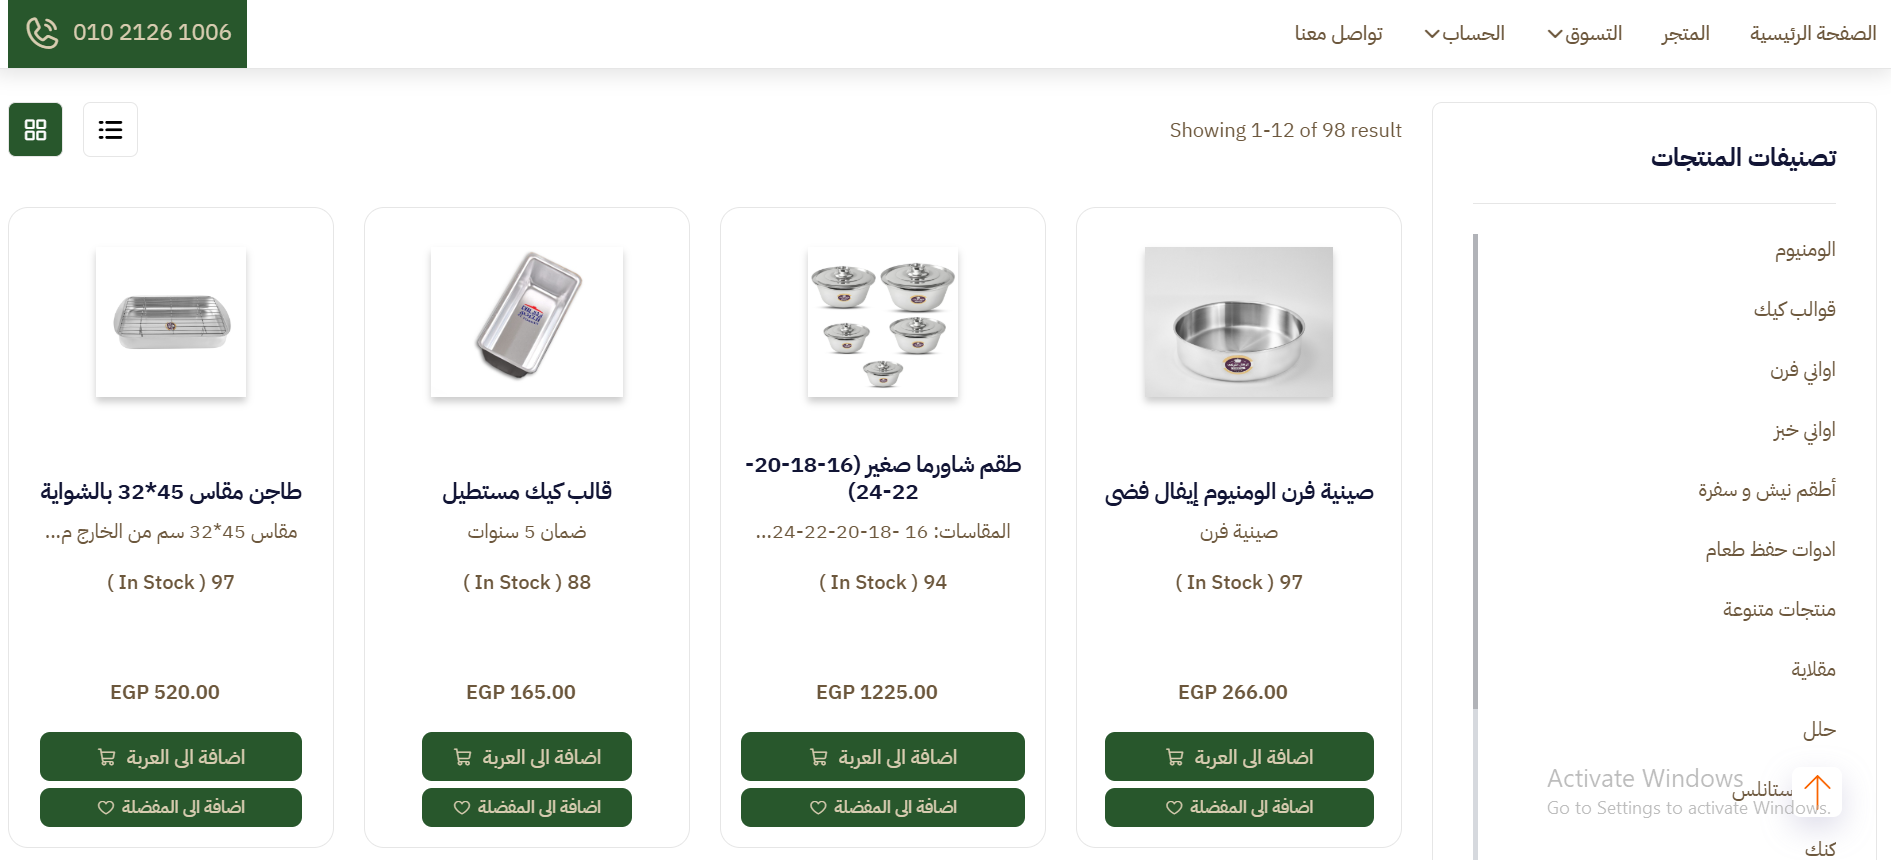 الصفحة الرئيسية
المتجر
التسوق
الحساب
تواصل معنا
010 2126 1006
تصنيفات المنتجات
الومنيوم
قوالب كيك
اواني فرن
اواني خبز
أطقم نيش و سفرة
ادوات حفظ طعام
منتجات متنوعة
مقلاية
حلل
ستانلس
كنك
Showing 1-12 of 98 result
صينية فرن الومنيوم إيفال فضى
صينية فرن
( In Stock ) 97
EGP 266.00
اضافة الى العربة
اضافة الى المفضلة
طقم شاورما صغير (16-18-20-
22-24)
المقاسات: 16 -18-20-22-24...
( In Stock ) 94
EGP 1225.00
اضافة الى العربة
اضافة الى المفضلة
قالب كيك مستطيل
ضمان 5 سنوات
( In Stock ) 88
EGP 165.00
اضافة الى العربة
اضافة الى المفضلة
طاجن مقاس 45*32 بالشواية
مقاس 45*32 سم من الخارج م...
( In Stock ) 97
EGP 520.00
اضافة الى العربة
اضافة الى المفضلة
Activate Windows
Go to Settings to activate Windows.